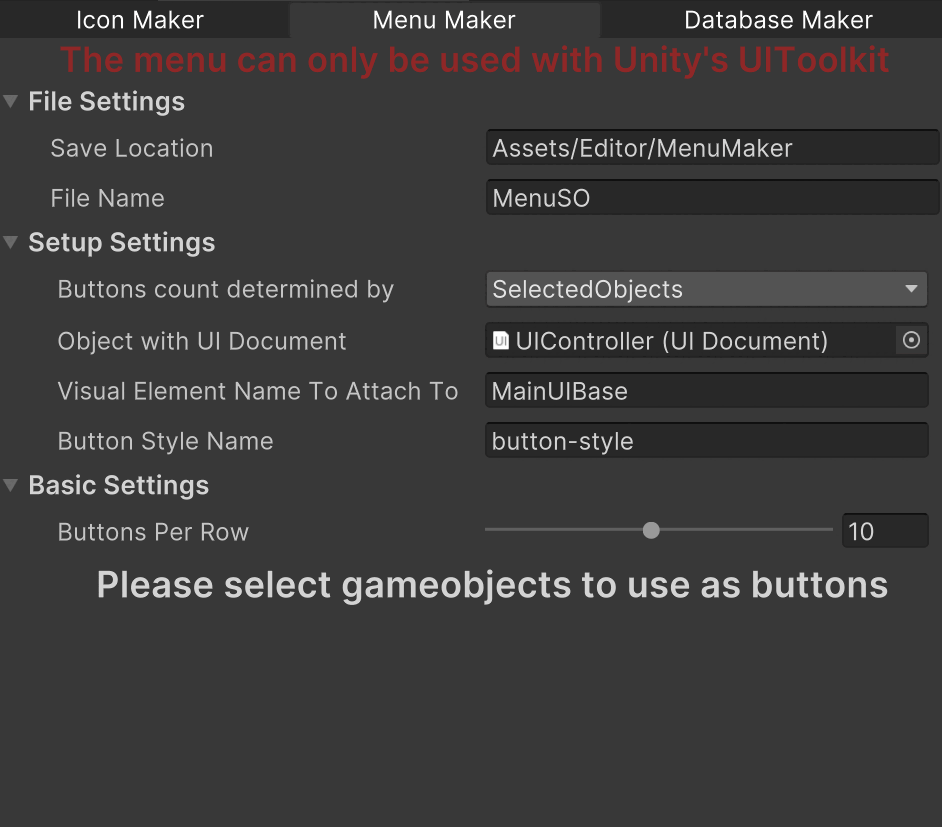 Icon Maker Menu Maker Database Maker
The menu can only be used with Unity's UIToolkit
File Settings
Save Location Assets/Editor/MenuMaker
File Name MenuSO
Setup Settings
Buttons count determined by SelectedObjects
Object with UI Document UIController (UI Document)
Visual Element Name To Attach To MainUIBase
Button Style Name button-style
Basic Settings
Buttons Per Row 10
Please select gameobjects to use as buttons